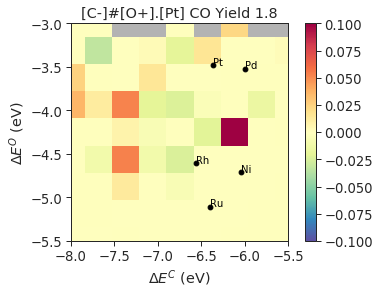 [C-]#[O+].[Pt] CO Yield 1.8
−3.0
−3.5
−4.0
−4.5
−5.0
−5.5
ΔE^O (eV)
Pt
Pd
Rh
Ni
Ru
−8.0 −7.5 −7.0 −6.5 −6.0 −5.5
ΔE^C (eV)
0.100
0.075
0.050
0.025
0.000
−0.025
−0.050
−0.075
−0.100